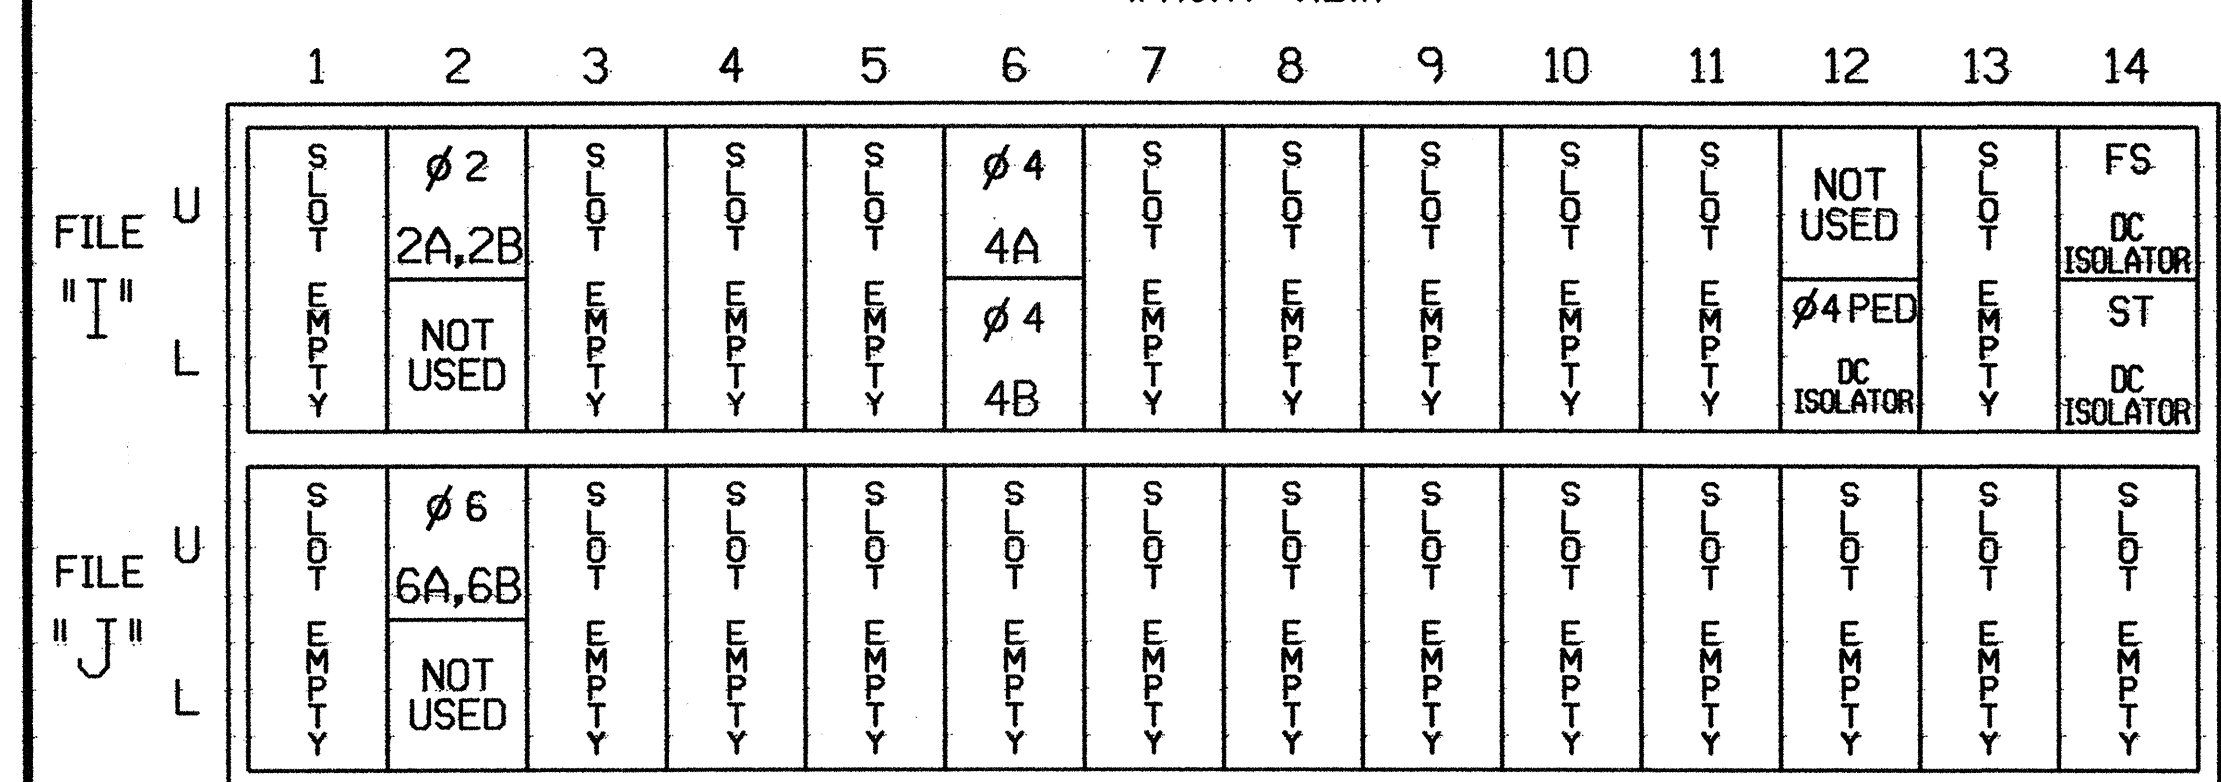 1 2 3 4 5 6 7 8 9 10 11 12 13 14
FILE "I"
U
L
SLOT EMPTY
ø 2
2A,2B
NOT
USED
SLOT EMPTY
SLOT EMPTY
SLOT EMPTY
ø 4
4A
ø 4
4B
SLOT EMPTY
SLOT EMPTY
SLOT EMPTY
SLOT EMPTY
SLOT EMPTY
NOT
USED
ø4 PED
DC
ISOLATOR
SLOT EMPTY
FS
DC
ISOLATOR
ST
DC
ISOLATOR
FILE "J"
U
L
SLOT EMPTY
ø 6
6A,6B
NOT
USED
SLOT EMPTY
SLOT EMPTY
SLOT EMPTY
SLOT EMPTY
SLOT EMPTY
SLOT EMPTY
SLOT EMPTY
SLOT EMPTY
SLOT EMPTY
SLOT EMPTY
SLOT EMPTY
SLOT EMPTY